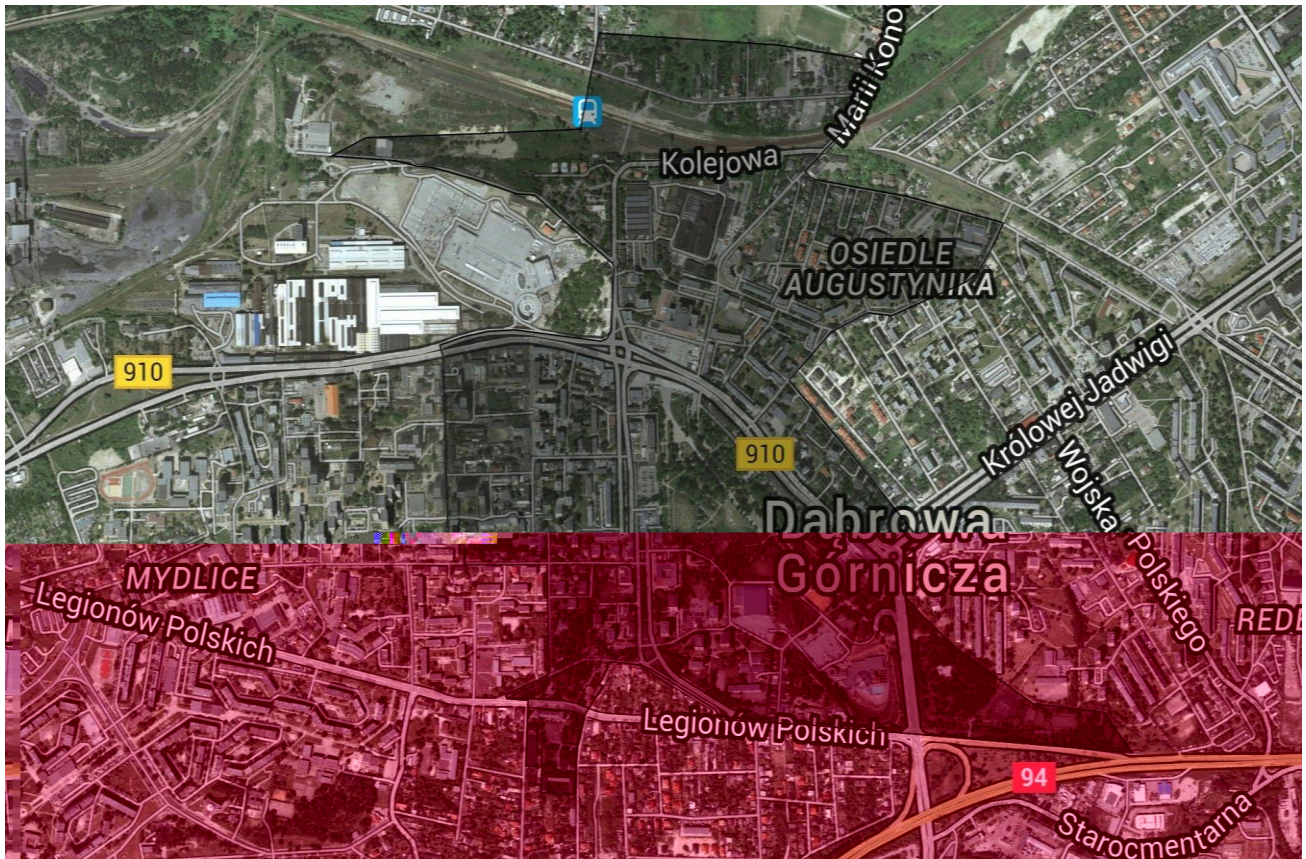 Marii Kono
Kolejowa
OSIEDLE
AUGUSTYNIKA
910
Królowej Jadwigi
910
Wojska Polskiego
Dąbrowa
Górnicza
MYDLICE
Legionów Polskich
REDE
Legionów Polskich
94
Starocmentarna